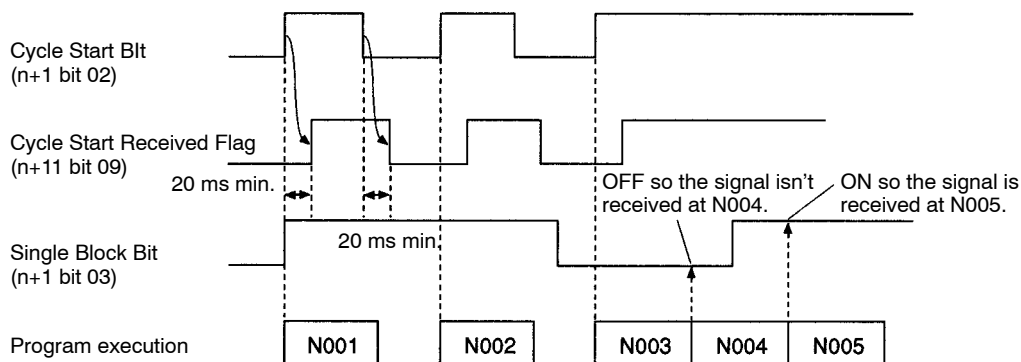 Cycle Start BIt
(n+1 bit 02)
Cycle Start Received Flag
(n+11 bit 09)
20 ms min.
OFF so the signal isn't
received at N004.
ON so the signal is
received at N005.
20 ms min.
Single Block Bit
(n+1 bit 03)
Program execution
N001
N002
N003
N004
N005